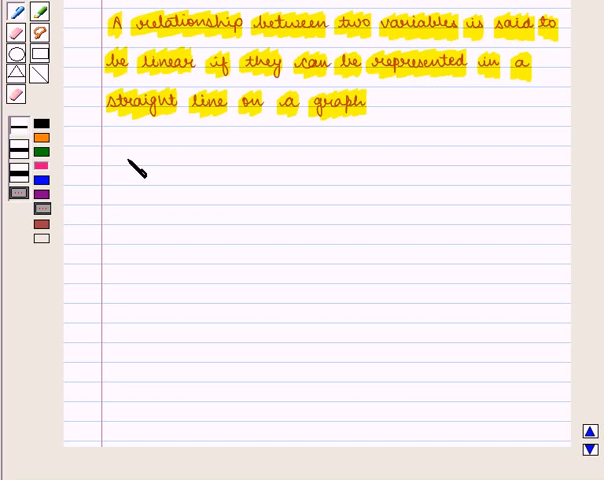 A relationship between two variables is said to
be linear if they can be represented in a
straight line on a graph